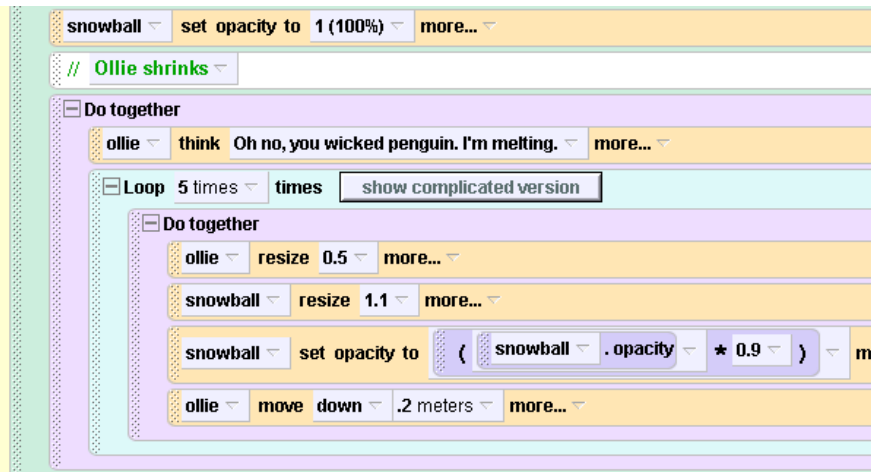 snowball set opacity to 1 (100%) more...
// Ollie shrinks
Do together
ollie think Oh no, you wicked penguin. I'm melting. more...
Loop 5 times times show complicated version
Do together
ollie resize 0.5 more...
snowball resize 1.1 more...
snowball set opacity to ( snowball . opacity * 0.9 ) m
ollie move down .2 meters more...